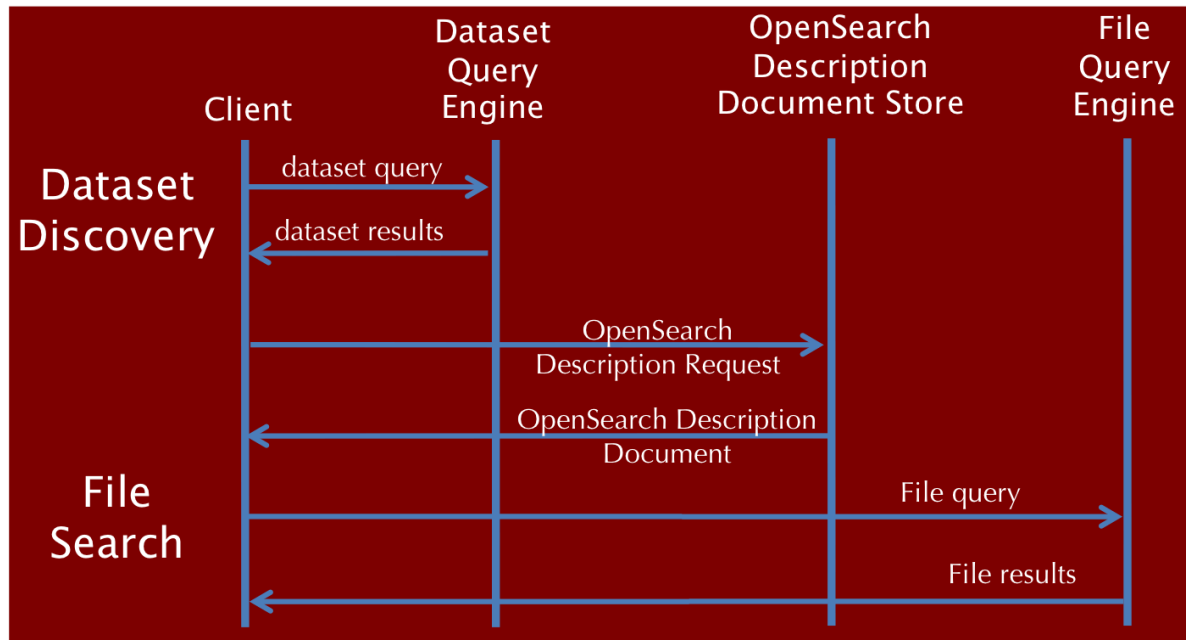 Client
Dataset
Query
Engine
OpenSearch
Description
Document Store
File
Query
Engine
Dataset
Discovery
dataset query
dataset results
OpenSearch
Description Request
OpenSearch Description
Document
File
Search
File query
File results